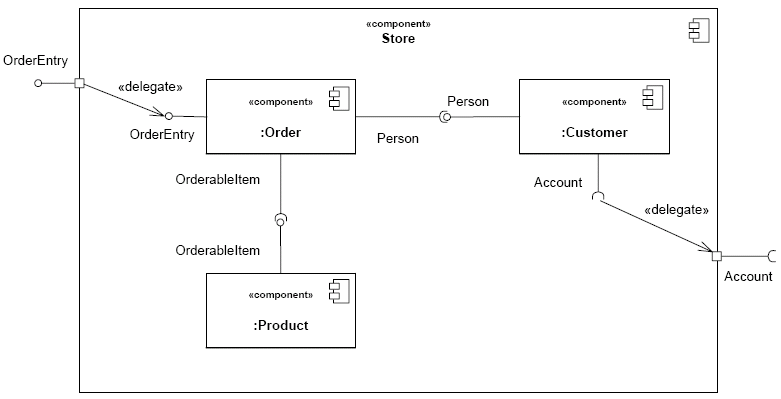 «component»
Store
OrderEntry
«delegate»
OrderEntry
«component»
:Order
Person
Person
«component»
:Customer
OrderableItem
Account
«delegate»
OrderableItem
Account
«component»
:Product